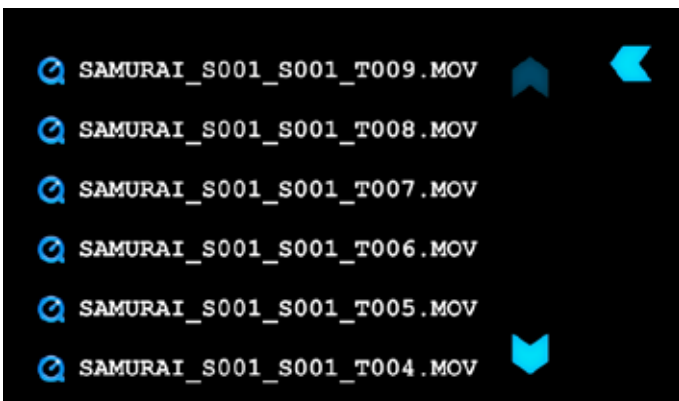 SAMURAI_S001_S001_T009.MOV
SAMURAI_S001_S001_T008.MOV
SAMURAI_S001_S001_T007.MOV
SAMURAI_S001_S001_T006.MOV
SAMURAI_S001_S001_T005.MOV
SAMURAI_S001_S001_T004.MOV